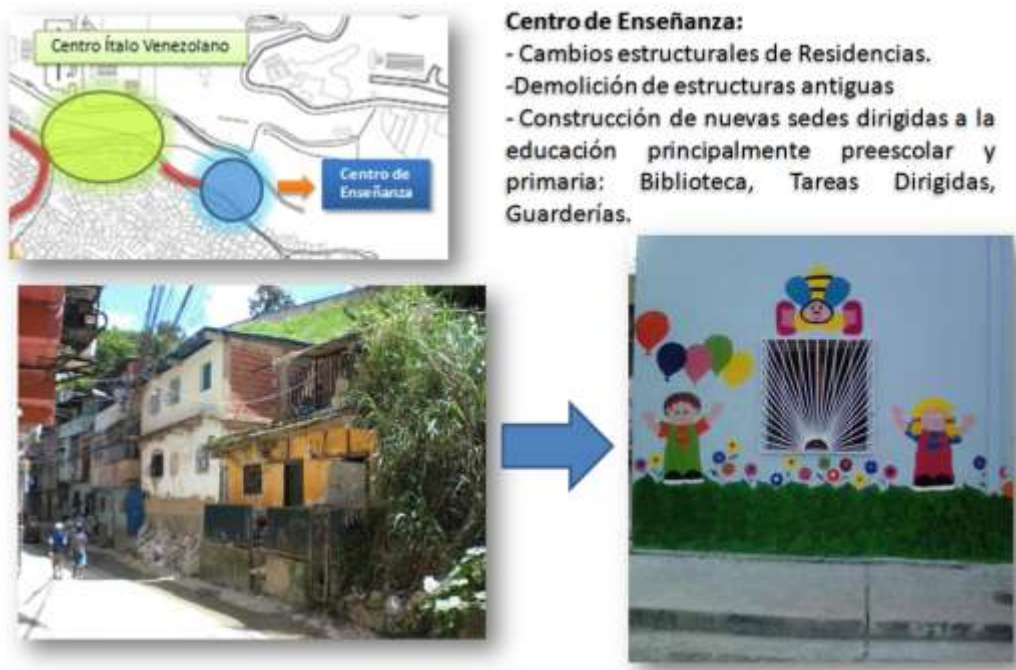 Centro Ítalo Venezolano
Centro de
Enseñanza
Centro de Enseñanza:
- Cambios estructurales de Residencias.
-Demolición de estructuras antiguas
- Construcción de nuevas sedes dirigidas a la
educación principalmente preescolar y
primaria: Biblioteca, Tareas Dirigidas,
Guarderías.